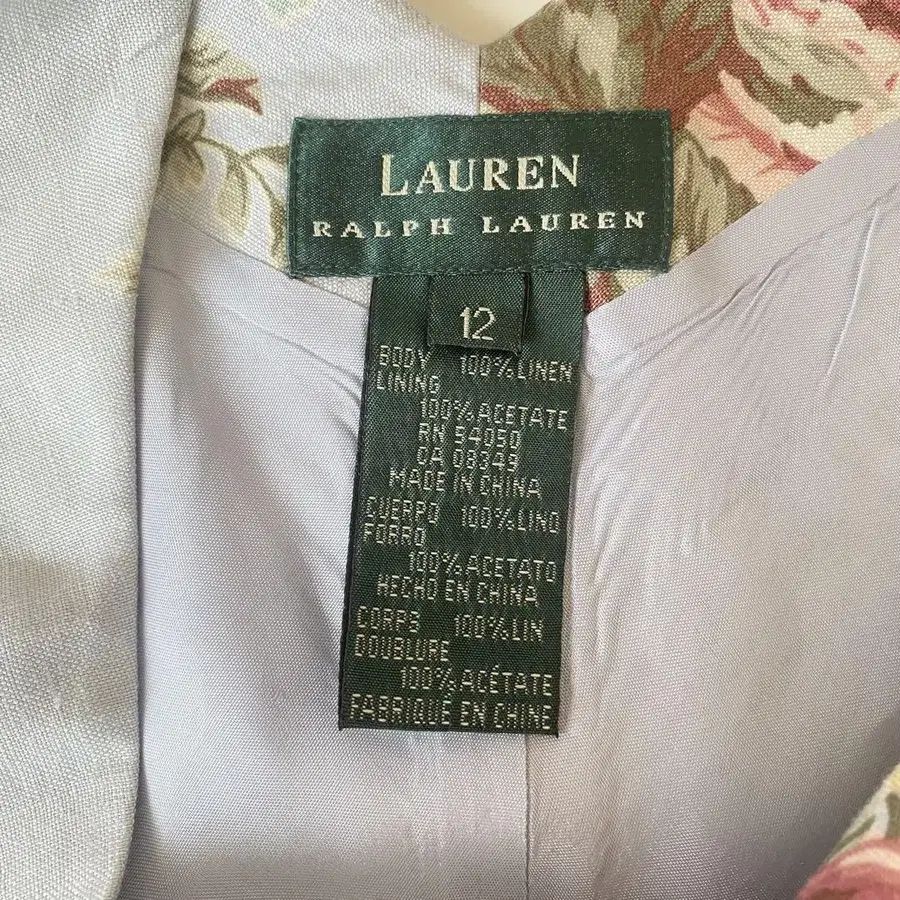 LAUREN
RALPH LAUREN
12
BODY 100% LINEN
LINING
100% ACETATE
RN 54050
CA 08349
MADE IN CHINA
CUERPO 100% LINO
FORRO
100% ACETATO
HECHO EN CHINA
CORPS 100% LIN
DOUBLURE
100% ACÉTATE
FABRIQUÉ EN CHINE